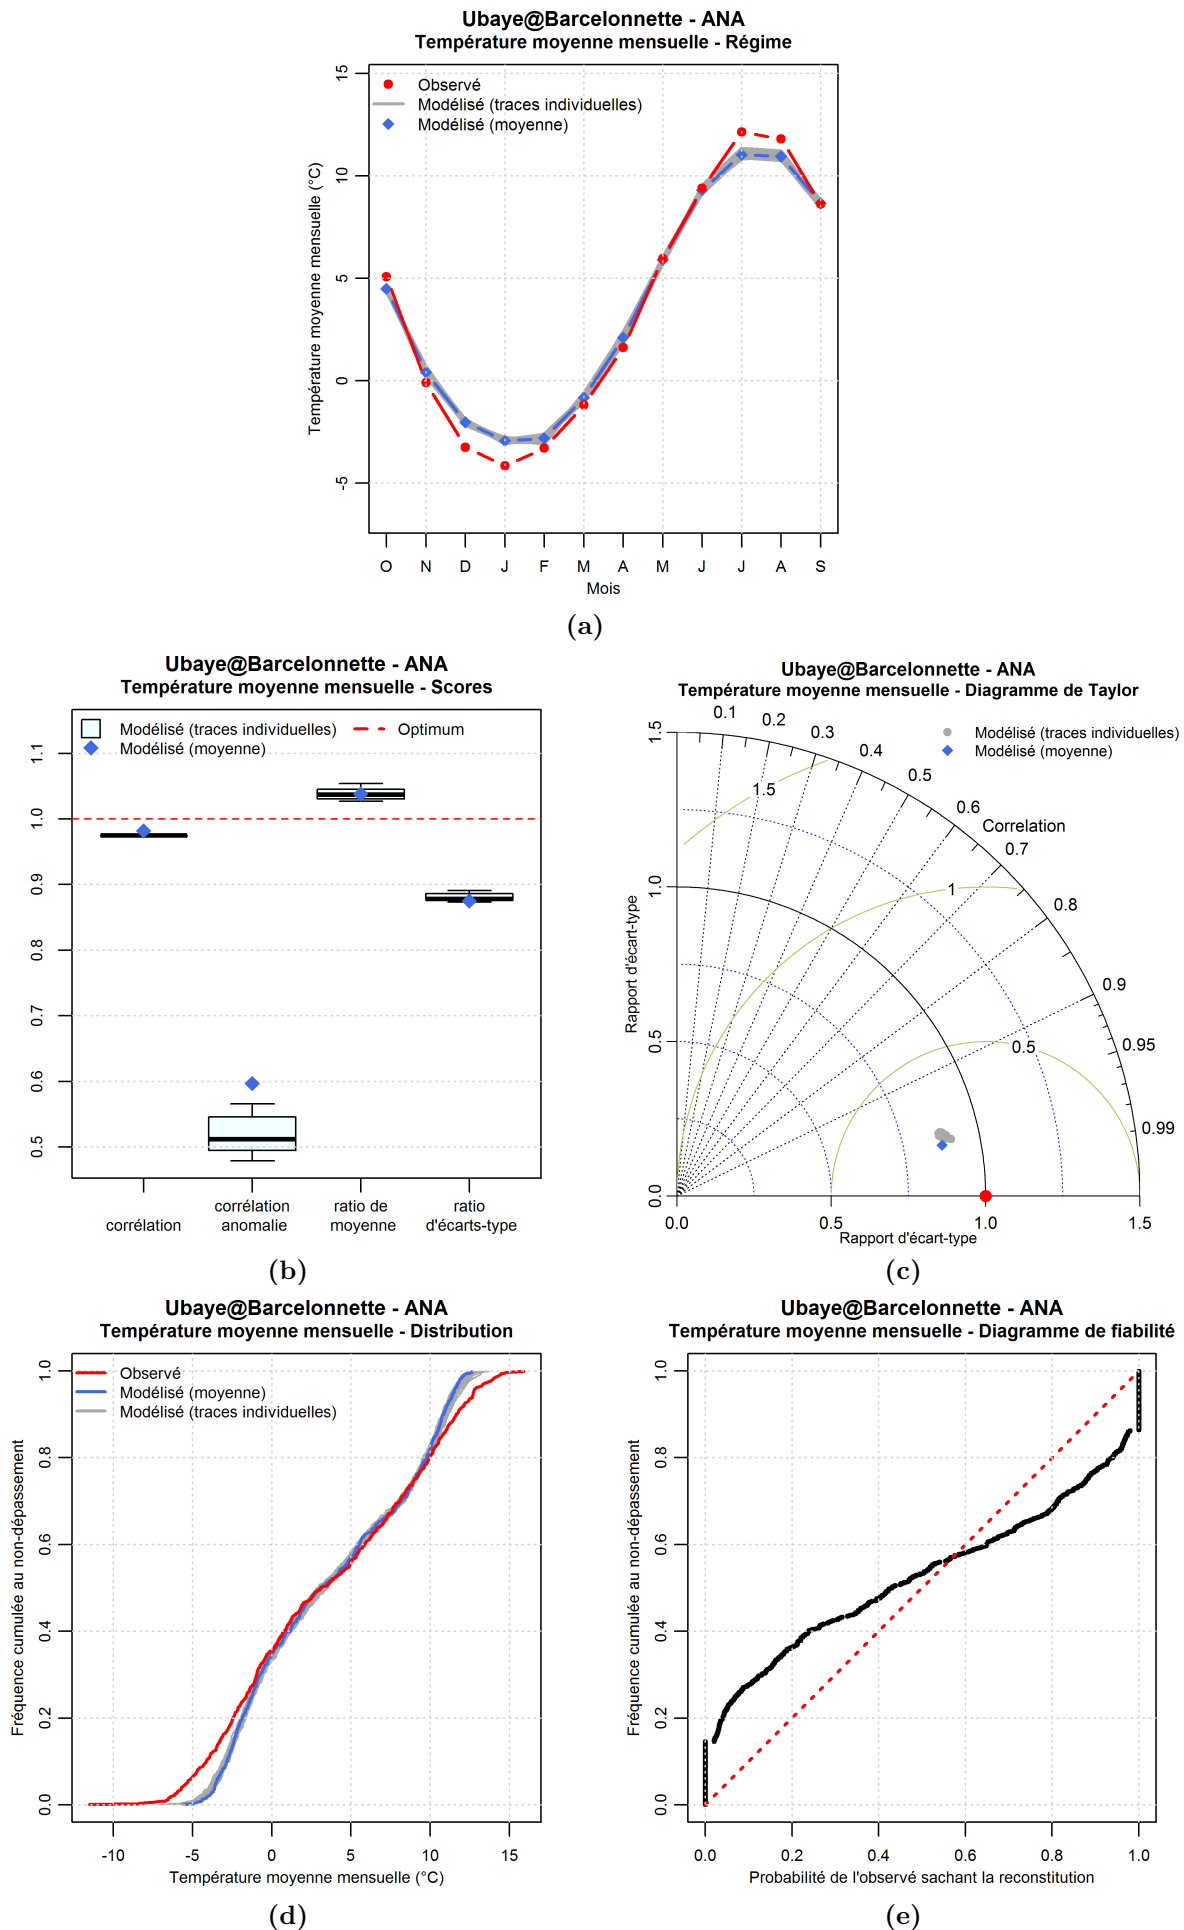 Ubaye@Barcelonnette - ANA
Température moyenne mensuelle - Régime
Observé
Modélisé (traces individuelles)
Modélisé (moyenne)
Température moyenne mensuelle (°C)
15
10
5
0
-5
O N D J F M A M J J A S
Mois
(a)
Ubaye@Barcelonnette - ANA
Température moyenne mensuelle - Scores
Modélisé (traces individuelles)
Optimum
Modélisé (moyenne)
1.1
1.0
0.9
0.8
0.7
0.6
0.5
corrélation
corrélation
anomalie
ratio de
moyenne
ratio
d'écarts-type
(b)
Ubaye@Barcelonnette - ANA
Température moyenne mensuelle - Diagramme de Taylor
Modélisé (traces individuelles)
Modélisé (moyenne)
0.1
0.2
0.3
0.4
0.5
0.6
Correlation
0.7
0.8
0.9
0.95
0.99
1.5
1
0.5
Rapport d'écart-type
1.5
1.0
0.5
0.0
0.0 0.5 1.0 1.5
Rapport d'écart-type
(c)
Ubaye@Barcelonnette - ANA
Température moyenne mensuelle - Distribution
Observé
Modélisé (moyenne)
Modélisé (traces individuelles)
Fréquence cumulée au non-dépassement
1.0
0.8
0.6
0.4
0.2
0.0
-10 -5 0 5 10 15
Température moyenne mensuelle (°C)
(d)
Ubaye@Barcelonnette - ANA
Température moyenne mensuelle - Diagramme de fiabilité
Fréquence cumulée au non-dépassement
1.0
0.8
0.6
0.4
0.2
0.0
0.0 0.2 0.4 0.6 0.8 1.0
Probabilité de l'observé sachant la reconstitution
(e)